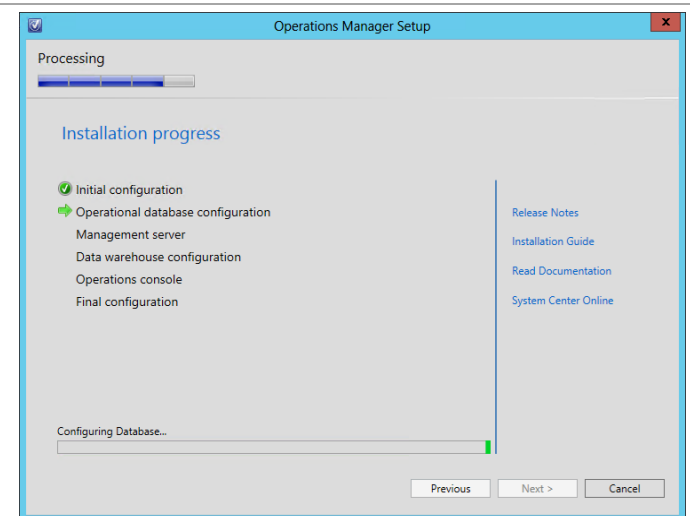 Operations Manager Setup
x
Processing
Installation progress
Initial configuration
Operational database configuration
Management server
Data warehouse configuration
Operations console
Final configuration
Release Notes
Installation Guide
Read Documentation
System Center Online
Configuring Database...
Previous
Next >
Cancel